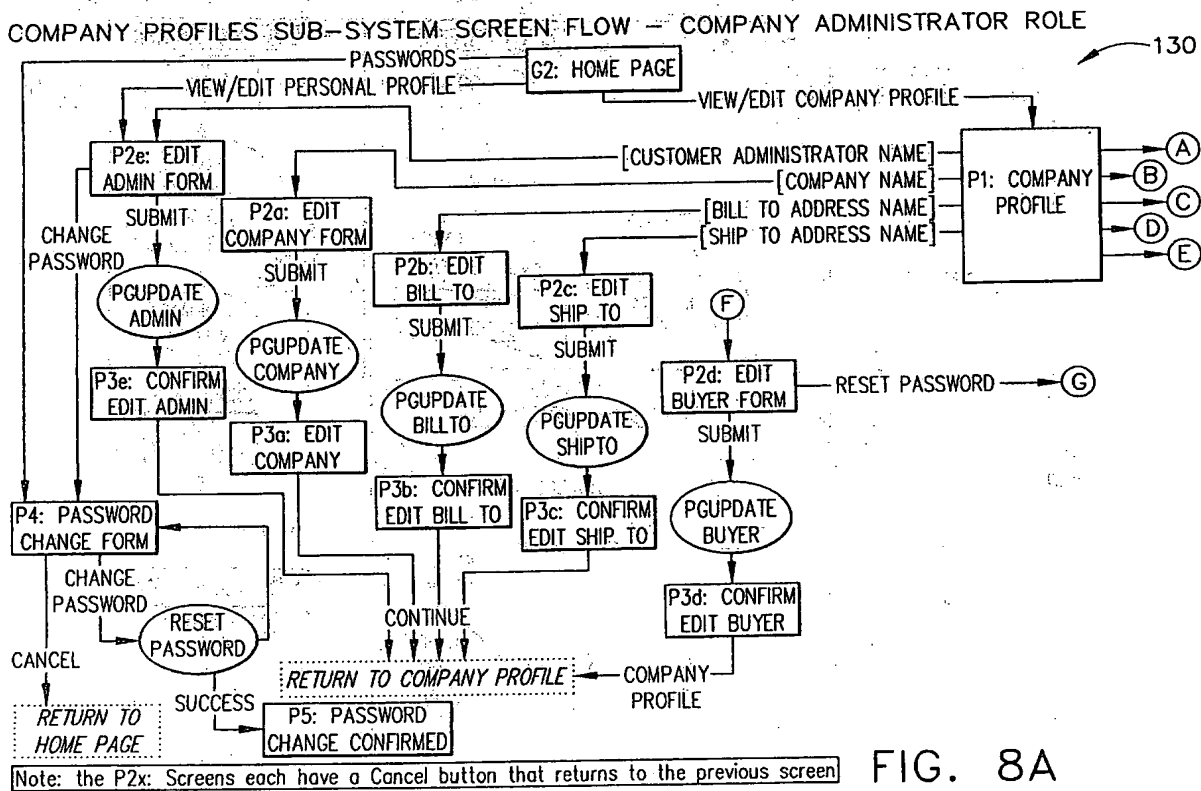 COMPANY PROFILES SUB-SYSTEM SCREEN FLOW - COMPANY ADMINISTRATOR ROLE
130
PASSWORDS
G2: HOME PAGE
VIEW/EDIT PERSONAL PROFILE
VIEW/EDIT COMPANY PROFILE
P2e: EDIT
ADMIN FORM
[CUSTOMER ADMINISTRATOR NAME]
[COMPANY NAME]
[BILL TO ADDRESS NAME]
[SHIP TO ADDRESS NAME]
P1: COMPANY
PROFILE
A
B
C
D
E
SUBMIT
CHANGE
PASSWORD
P2a: EDIT
COMPANY FORM
SUBMIT
P2b: EDIT
BILL TO
SUBMIT
P2c: EDIT
SHIP TO
SUBMIT
F
PGUPDATE
ADMIN
PGUPDATE
COMPANY
P2d: EDIT
BUYER FORM
RESET PASSWORD
G
SUBMIT
P3e: CONFIRM
EDIT ADMIN
PGUPDATE
BILLTO
PGUPDATE
SHIPTO
P3a: EDIT
COMPANY
P3b: CONFIRM
EDIT BILL TO
P3c: CONFIRM
EDIT SHIP TO
PGUPDATE
BUYER
P4: PASSWORD
CHANGE FORM
CHANGE
PASSWORD
RESET
PASSWORD
CONTINUE
P3d: CONFIRM
EDIT BUYER
CANCEL
RETURN TO COMPANY PROFILE
COMPANY
PROFILE
SUCCESS
RETURN TO
HOME PAGE
P5: PASSWORD
CHANGE CONFIRMED
Note: the P2x: Screens each have a Cancel button that returns to the previous screen
FIG. 8A